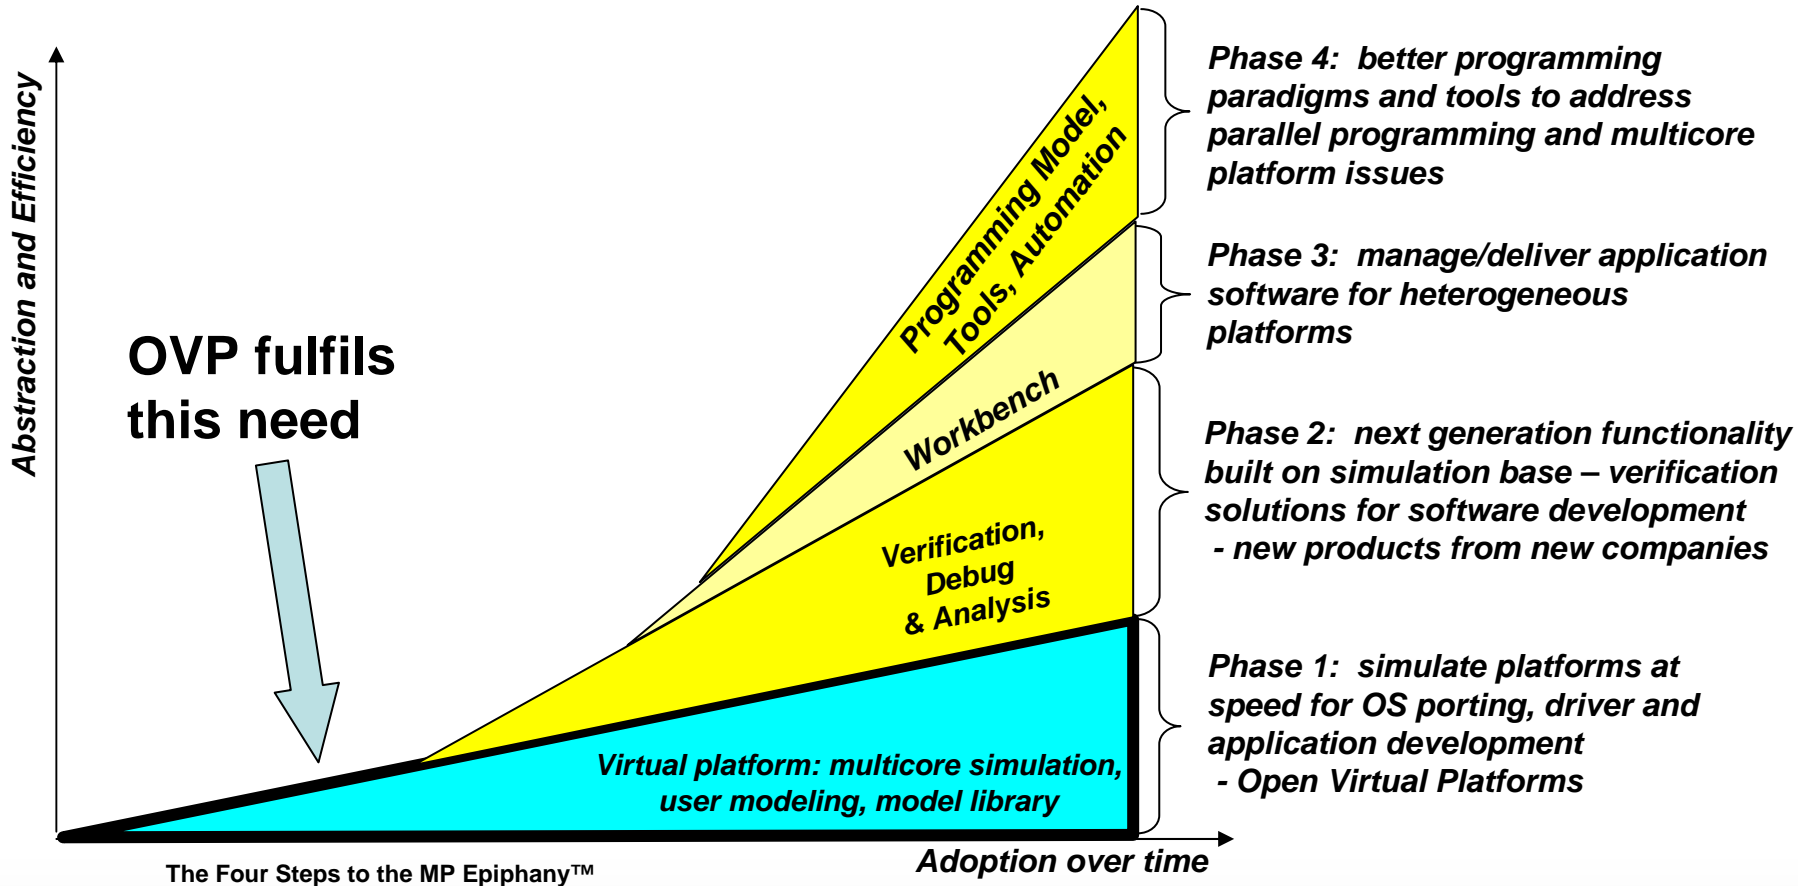 Abstraction and Efficiency
OVP fulfils
this need
Programming Model,
Tools, Automation
Workbench
Verification,
Debug
& Analysis
Virtual platform: multicore simulation,
user modeling, model library
Phase 4:  better programming
paradigms and tools to address
parallel programming and multicore
platform issues
Phase 3:  manage/deliver application
software for heterogeneous
platforms
Phase 2:  next generation functionality
built on simulation base – verification
solutions for software development
- new products from new companies
Phase 1:  simulate platforms at
speed for OS porting, driver and
application development
- Open Virtual Platforms
Adoption over time
The Four Steps to the MP Epiphany™